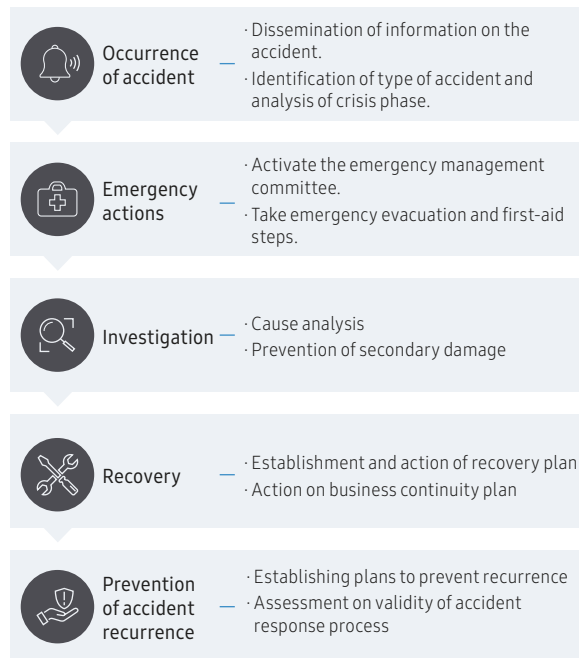 Occurrence
of accident
· Dissemination of information on the
accident.
· Identification of type of accident and
analysis of crisis phase.
Emergency
actions
· Activate the emergency management
committee.
· Take emergency evacuation and first-aid
steps.
Investigation
· Cause analysis
· Prevention of secondary damage
Recovery
· Establishment and action of recovery plan
· Action on business continuity plan
Prevention
of accident
recurrence
· Establishing plans to prevent recurrence
· Assessment on validity of accident
response process